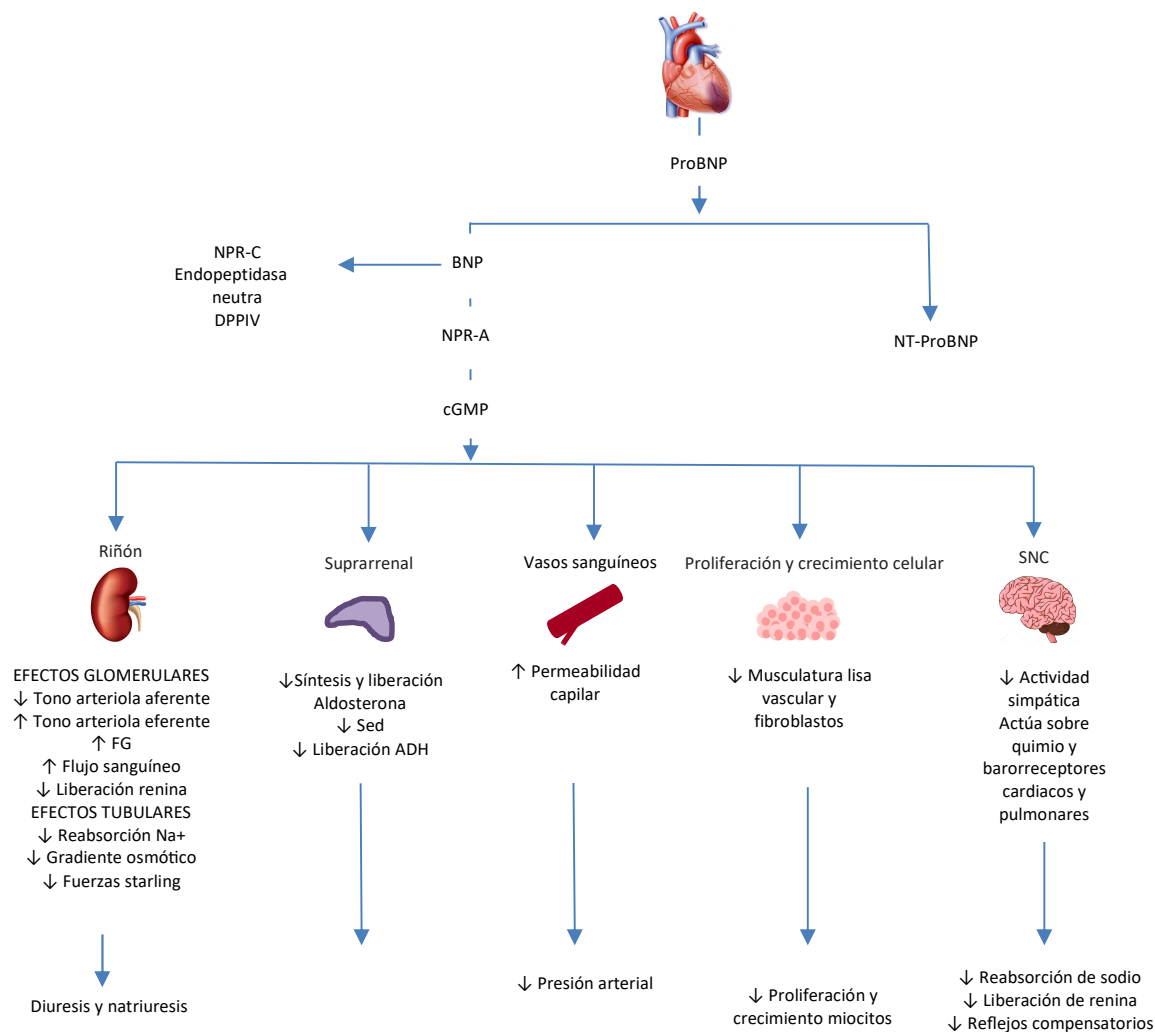 ProBNP
NPR-C
Endopeptidasa
neutra
DPPIV
BNP
NPR-A
cGMP
NT-ProBNP
Riñón
EFECTOS GLOMERULARES
↓ Tono arteriola aferente
↑ Tono arteriola eferente
↑ FG
↑ Flujo sanguíneo
↓ Liberación renina
EFECTOS TUBULARES
↓ Reabsorción Na+
↓ Gradiente osmótico
↓ Fuerzas starling
Diuresis y natriuresis
Suprarrenal
↓Síntesis y liberación
Aldosterona
↓ Sed
↓ Liberación ADH
Vasos sanguíneos
↑ Permeabilidad
capilar
↓ Presión arterial
Proliferación y crecimiento celular
↓ Musculatura lisa
vascular y
fibroblastos
↓ Proliferación y
crecimiento miocitos
SNC
↓ Actividad
simpática
Actúa sobre
quimio y
barorreceptores
cardiacos y
pulmonares
↓ Reabsorción de sodio
↓ Liberación de renina
↓ Reflejos compensatorios